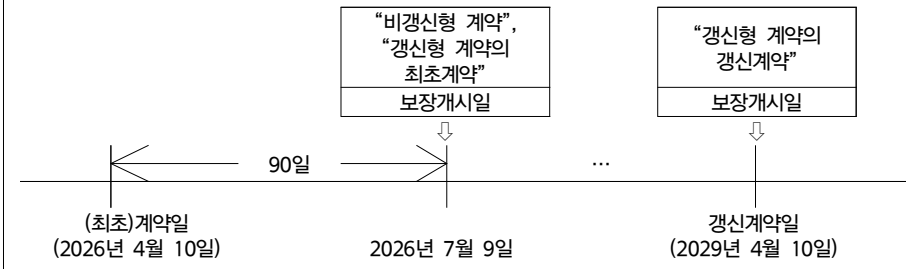 “비갱신형 계약”,
“갱신형 계약의
최초계약”
보장개시일
“갱신형 계약의
갱신계약”
보장개시일
90일
…
(최초)계약일
(2026년 4월 10일)
2026년 7월 9일
갱신계약일
(2029년 4월 10일)